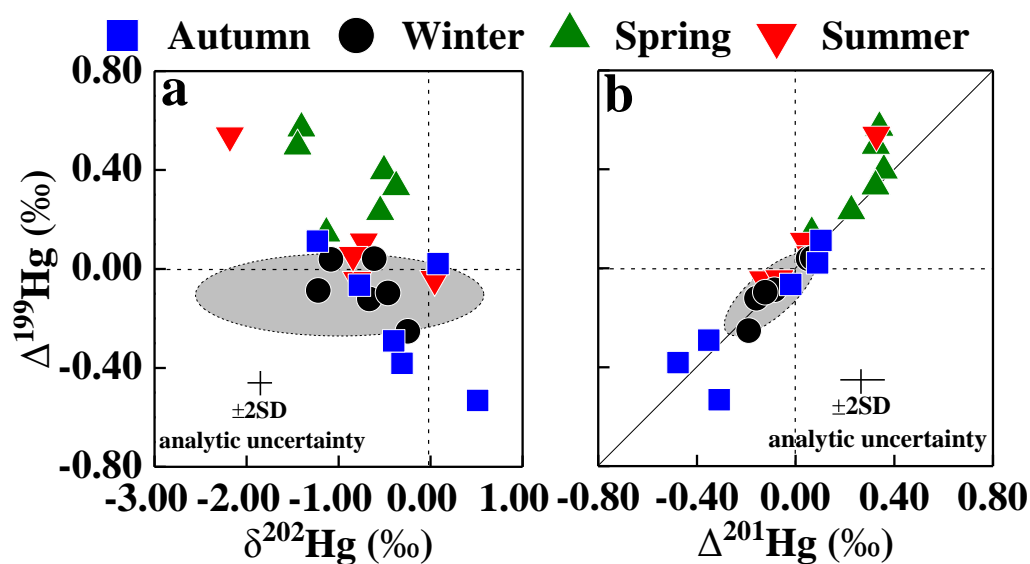 Autumn Winter Spring Summer
a
b
0.80
0.40
0.00
-0.40
-0.80
Δ¹⁹⁹Hg (‰)
±2SD
analytic uncertainty
±2SD
analytic uncertainty
-3.00 -2.00 -1.00 0.00 1.00
-0.80 -0.40 0.00 0.40 0.80
δ²⁰²Hg (‰)
Δ²⁰¹Hg (‰)